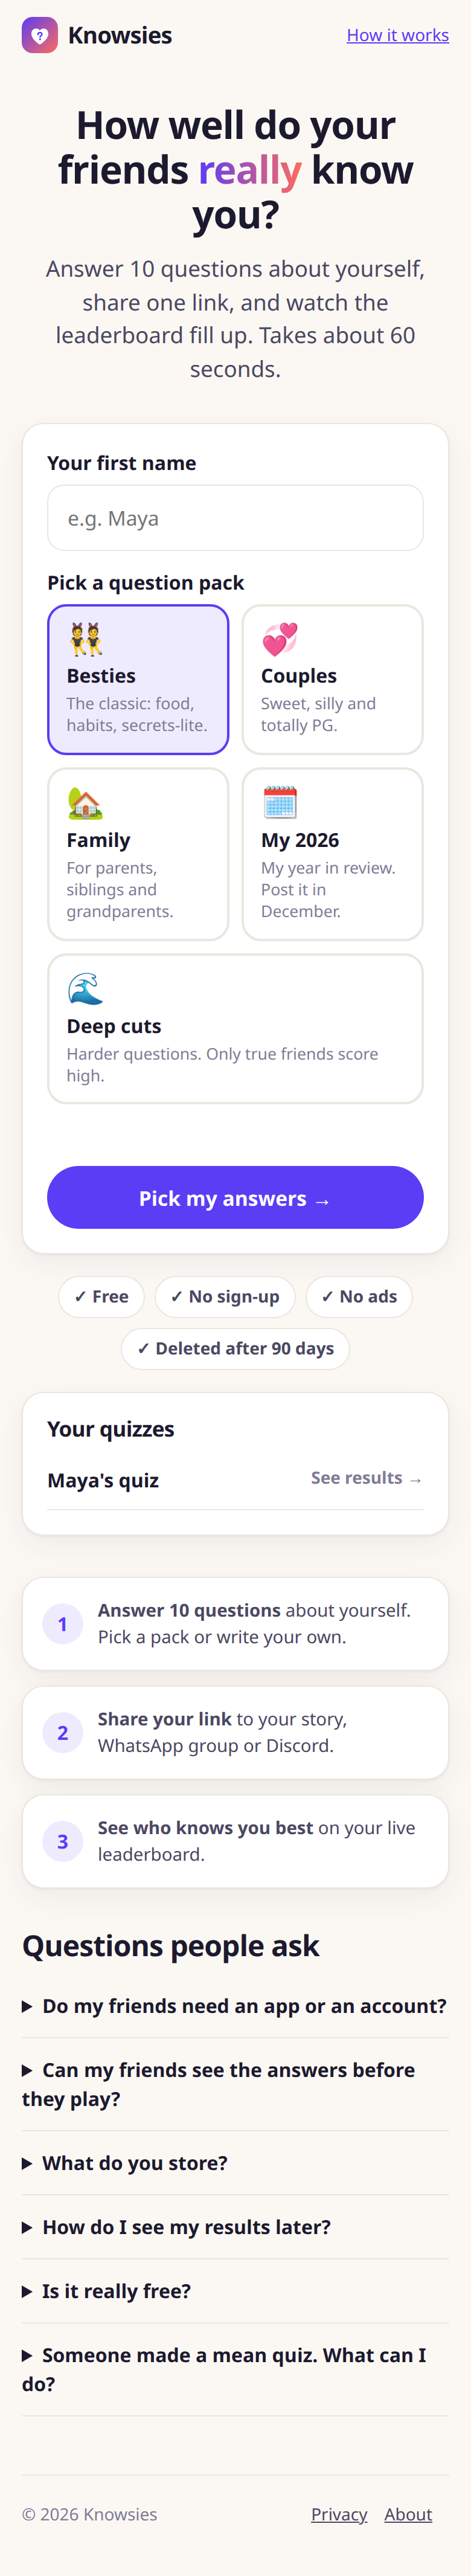 Knowsies
How it works
How well do your
friends really know
you?
Answer 10 questions about yourself,
share one link, and watch the
leaderboard fill up. Takes about 60
seconds.
Your first name
e.g. Maya
Pick a question pack
Besties
The classic: food,
habits, secrets-lite.
Couples
Sweet, silly and
totally PG.
Family
For parents,
siblings and
grandparents.
My 2026
My year in review.
Post it in
December.
Deep cuts
Harder questions. Only true friends score
high.
Pick my answers →
✓ Free
✓ No sign-up
✓ No ads
✓ Deleted after 90 days
Your quizzes
Maya's quiz
See results →
1
Answer 10 questions about yourself.
Pick a pack or write your own.
2
Share your link to your story,
WhatsApp group or Discord.
3
See who knows you best on your live
leaderboard.
Questions people ask
▶ Do my friends need an app or an account?
▶ Can my friends see the answers before
they play?
▶ What do you store?
▶ How do I see my results later?
▶ Is it really free?
▶ Someone made a mean quiz. What can I
do?
© 2026 Knowsies
Privacy
About